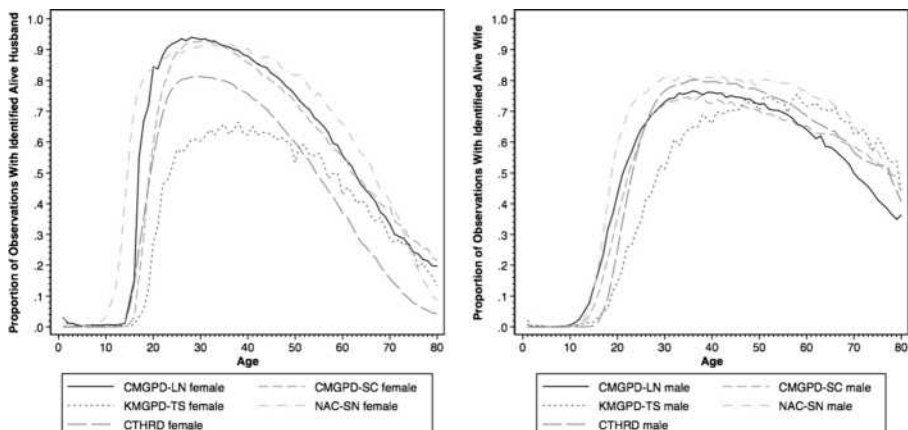 Proportion of Observations With Identified Alive Husband
1.0
.9
.8
.7
.6
.5
.4
.3
.2
.1
.0
0 10 20 30 40 50 60 70 80
Age
CMGPD-LN female CMGPD-SC female
KMGPD-TS female NAC-SN female
CTHRD female
Proportion of Observations With Identified Alive Wife
1.0
.9
.8
.7
.6
.5
.4
.3
.2
.1
.0
0 10 20 30 40 50 60 70 80
Age
CMGPD-LN male CMGPD-SC male
KMGPD-TS male NAC-SN male
CTHRD male